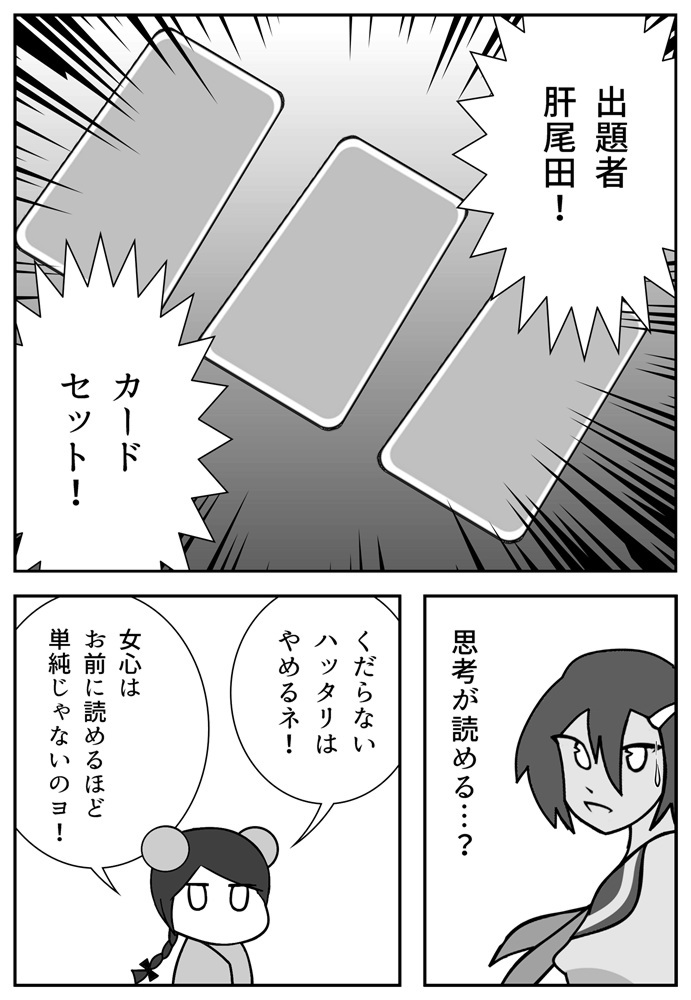 出題者
肝尾田！
カード
セット！
思考が読める…？
くだらない
ハッタリは
やめるネ！
女心は
お前に読めるほど
単純じゃないのヨ！